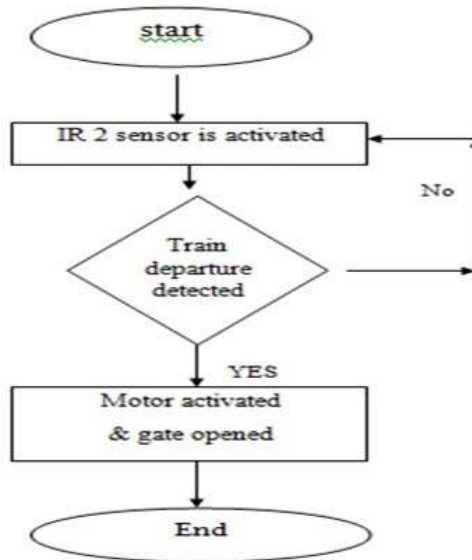 start
IR 2 sensor is activated
No
Train
departure
detected
YES
Motor activated
& gate opened
End